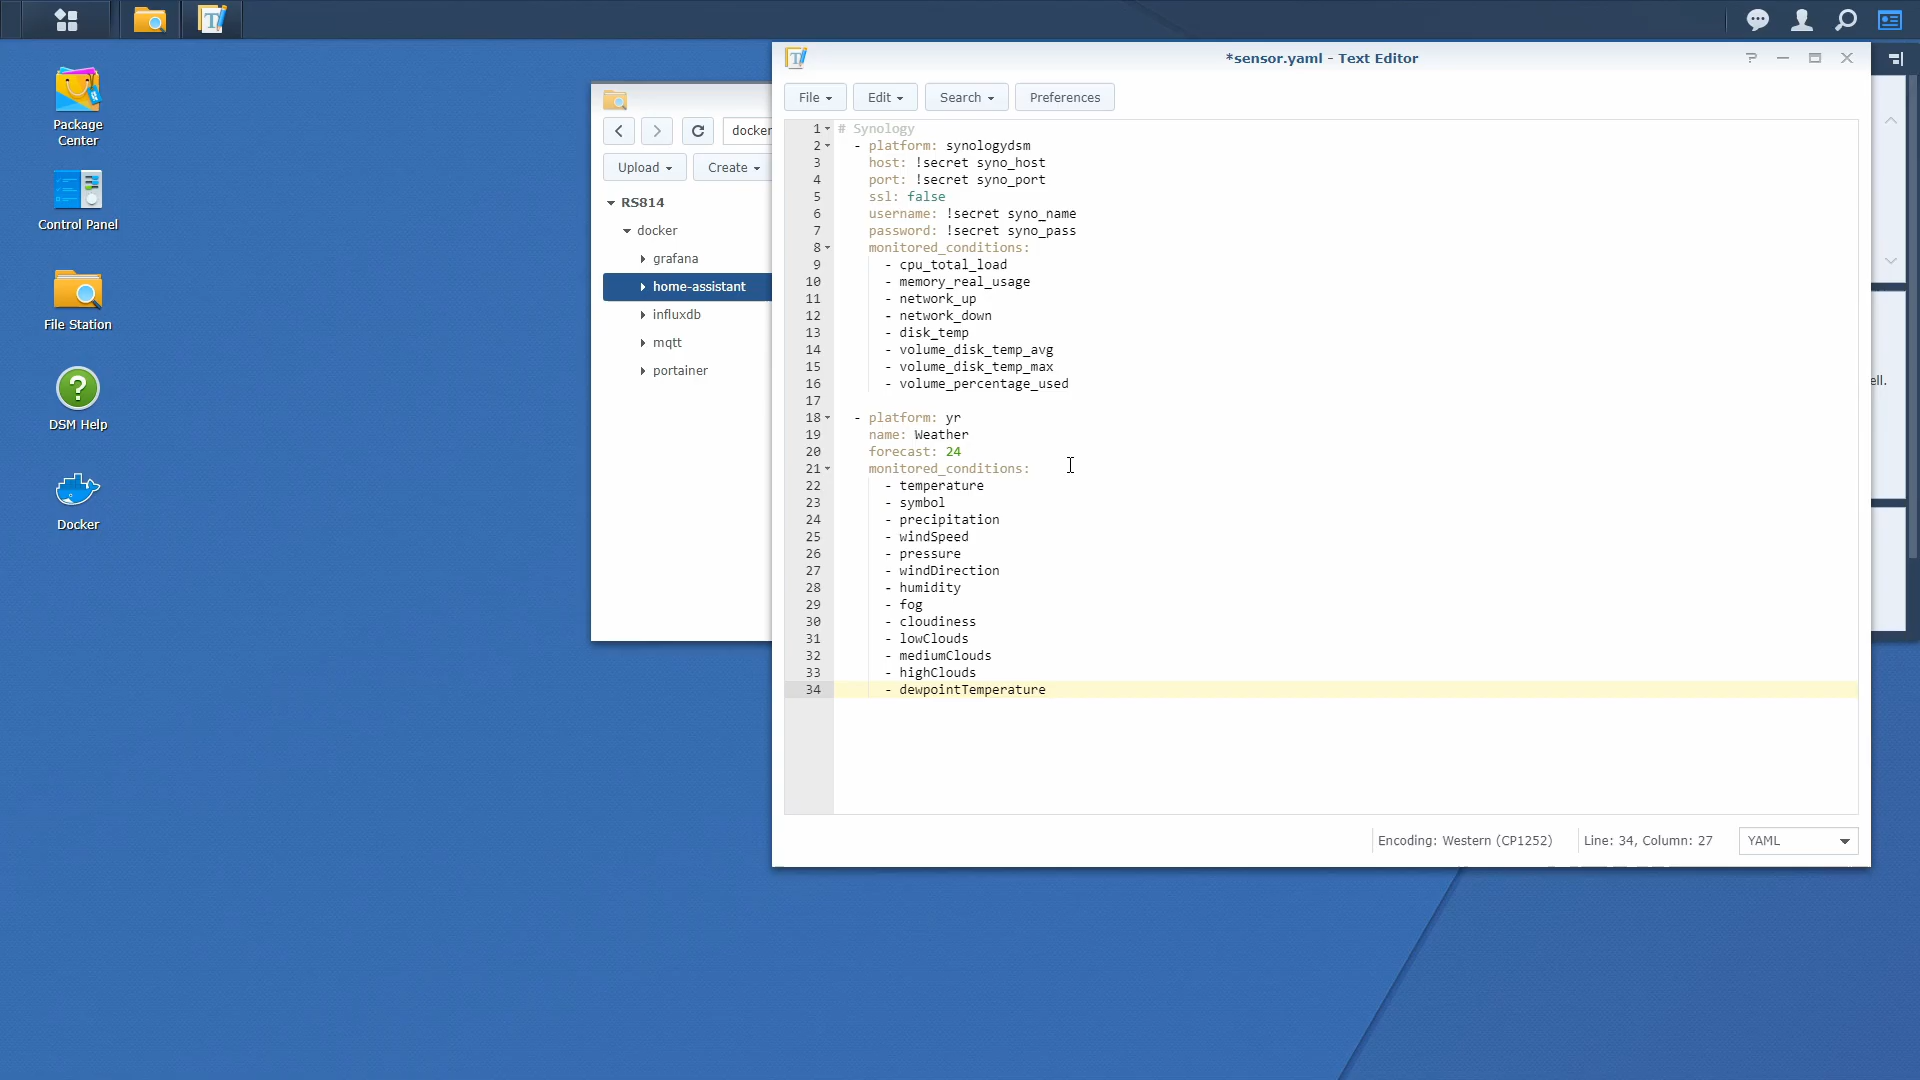 *sensor.yaml - Text Editor
File
Edit
Search
Preferences
Package
Center
Control Panel
File Station
DSM Help
Docker
docker
Upload
Create
RS814
docker
grafana
home-assistant
influxdb
mqtt
portainer
1 # Synology
2 - platform: synologydsm
3 host: !secret syno_host
4 port: !secret syno_port
5 ssl: false
6 username: !secret syno_name
7 password: !secret syno_pass
8 monitored_conditions:
9 - cpu_total_load
10 - memory_real_usage
11 - network_up
12 - network_down
13 - disk_temp
14 - volume_disk_temp_avg
15 - volume_disk_temp_max
16 - volume_percentage_used
17
18 - platform: yr
19 name: Weather
20 forecast: 24
21 monitored_conditions:
22 - temperature
23 - symbol
24 - precipitation
25 - windSpeed
26 - pressure
27 - windDirection
28 - humidity
29 - fog
30 - cloudiness
31 - lowClouds
32 - mediumClouds
33 - highClouds
34 - dewpointTemperature
ell.
Encoding: Western (CP1252)
Line: 34, Column: 27
YAML